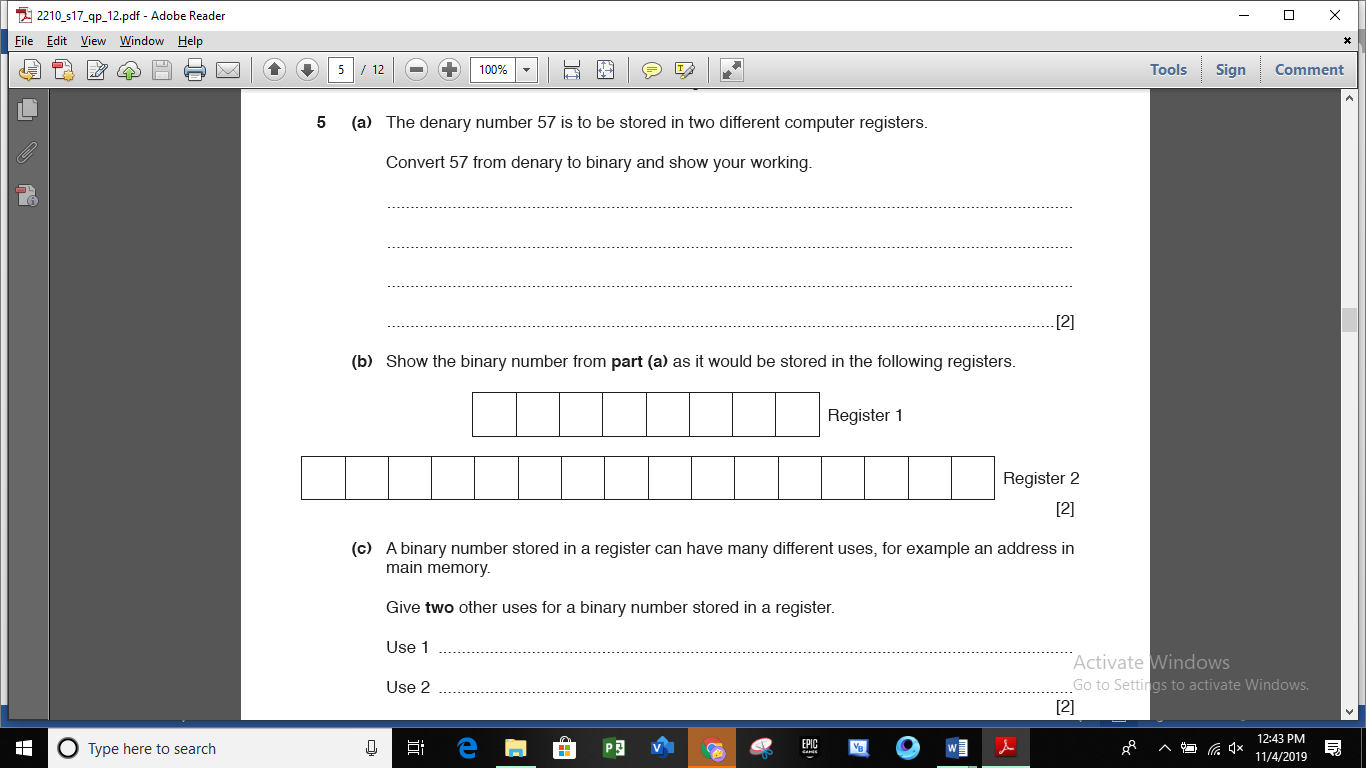 2210_s17_qp_12.pdf - Adobe Reader
File Edit View Window Help
5 / 12 100% Tools Sign Comment
5 (a) The denary number 57 is to be stored in two different computer registers.
Convert 57 from denary to binary and show your working.
[2]
(b) Show the binary number from part (a) as it would be stored in the following registers.
Register 1
Register 2
[2]
(c) A binary number stored in a register can have many different uses, for example an address in
main memory.
Give two other uses for a binary number stored in a register.
Use 1
Use 2
[2]
Activate Windows
Go to Settings to activate Windows.
Type here to search
EPIC
GAMES
12:43 PM
11/4/2019